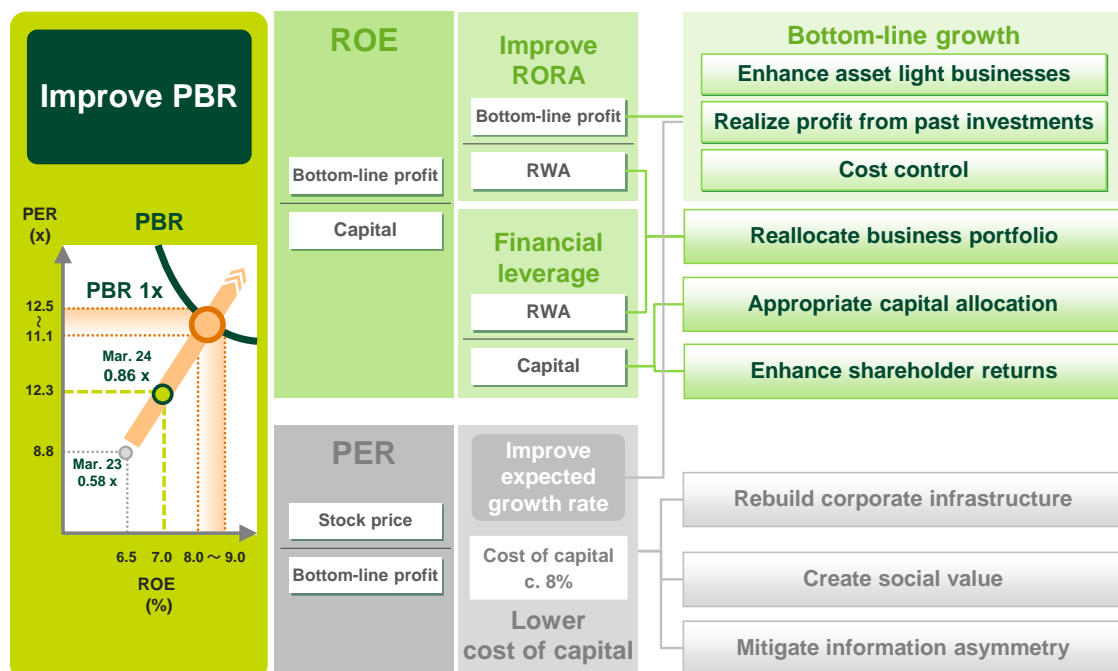 Improve PBR
PER
(x)
PBR
PBR 1x
12.5
~
11.1
Mar. 24
0.86 x
12.3
8.8
Mar. 23
0.58 x
6.5
7.0
8.0～9.0
ROE
(%)
ROE
Bottom-line profit
Capital
Improve
RORA
Bottom-line profit
RWA
Financial
leverage
RWA
Capital
Bottom-line growth
Enhance asset light businesses
Realize profit from past investments
Cost control
Reallocate business portfolio
Appropriate capital allocation
Enhance shareholder returns
PER
Stock price
Bottom-line profit
Improve
expected
growth rate
Cost of capital
c. 8%
Lower
cost of capital
Rebuild corporate infrastructure
Create social value
Mitigate information asymmetry